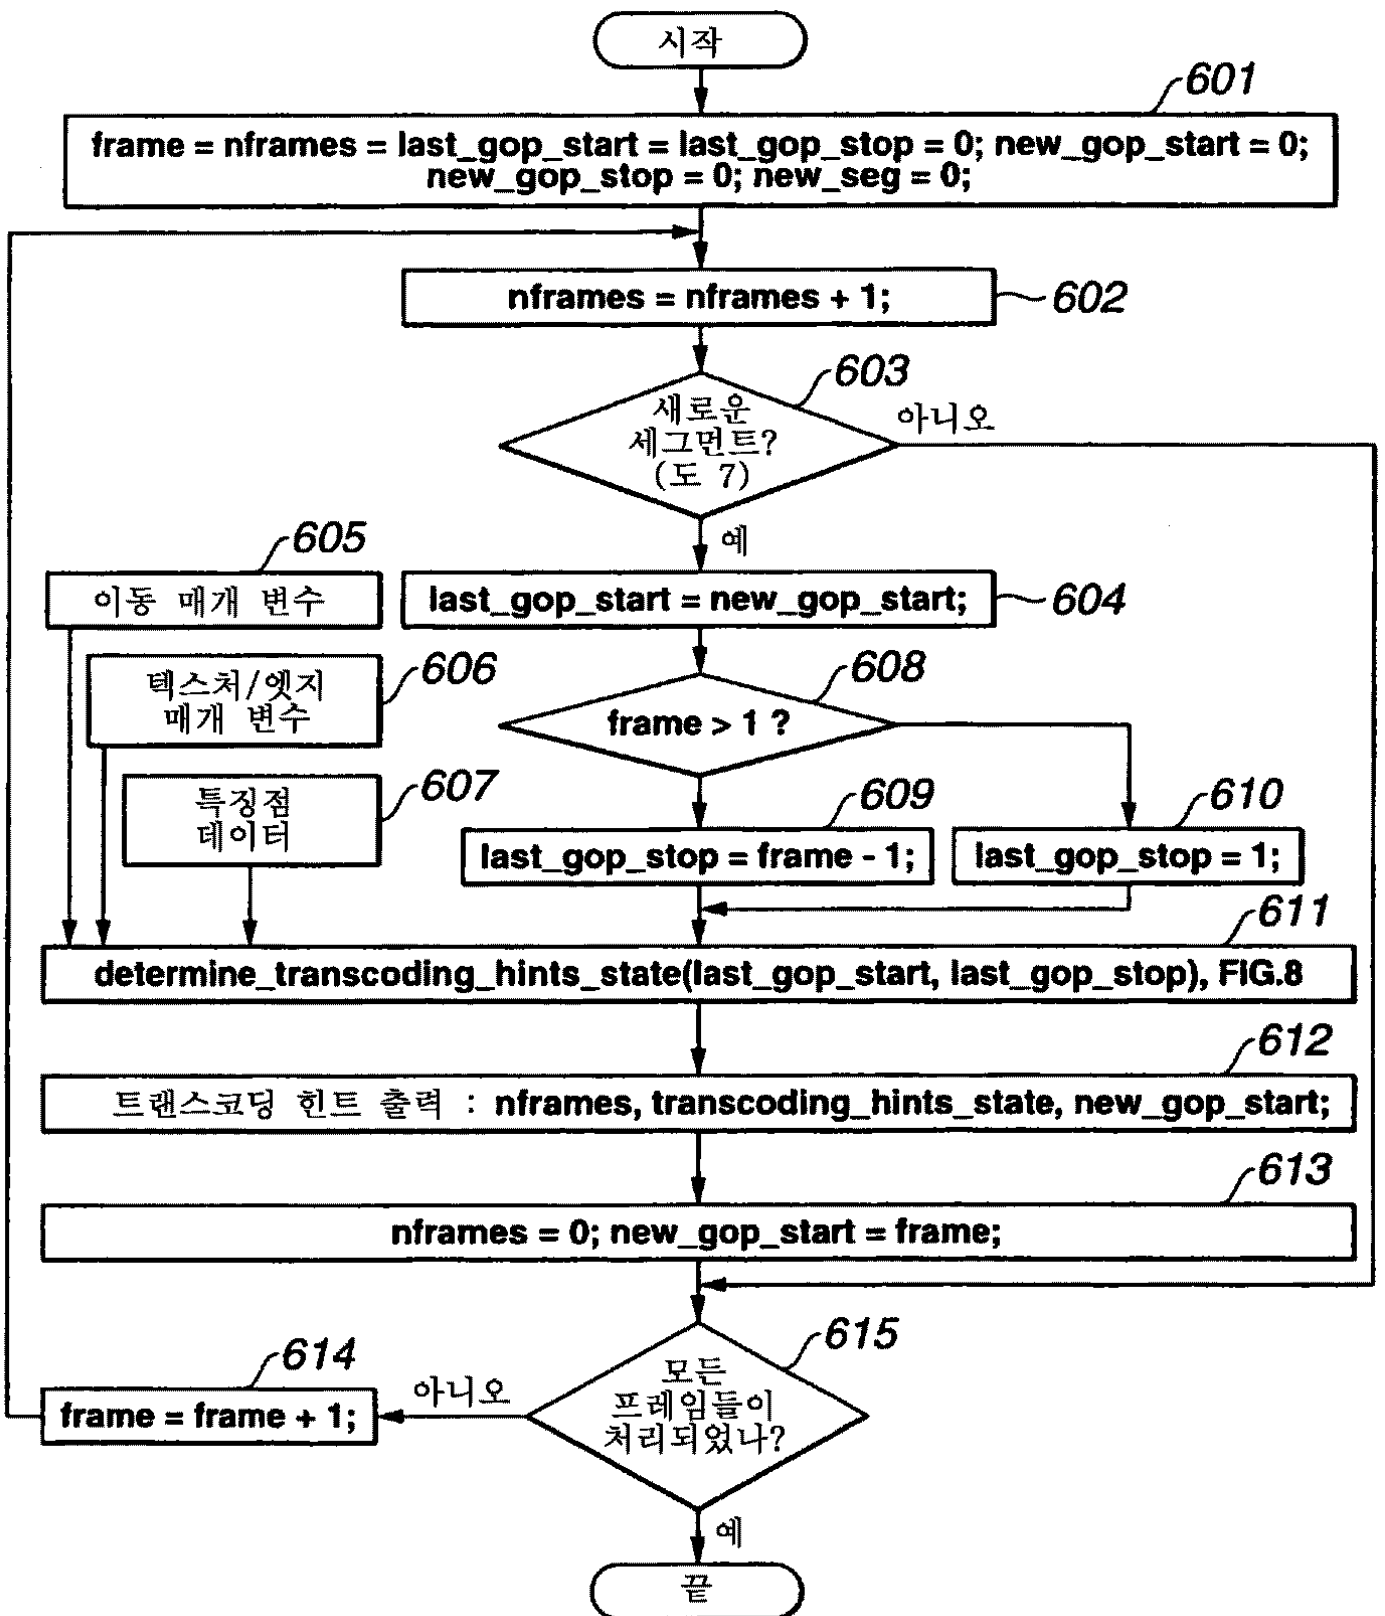 시작
601
frame = nframes = last_gop_start = last_gop_stop = 0; new_gop_start = 0;
new_gop_stop = 0; new_seg = 0;
nframes = nframes + 1;
602
603
새로운
세그먼트?
(도 7)
아니오
예
605
이동 매개 변수
last_gop_start = new_gop_start;
604
606
텍스처/엣지
매개 변수
608
frame > 1 ?
607
특징점
데이터
609
last_gop_stop = frame - 1;
610
last_gop_stop = 1;
611
determine_transcoding_hints_state(last_gop_start, last_gop_stop), FIG.8
612
트랜스코딩 힌트 출력 : nframes, transcoding_hints_state, new_gop_start;
613
nframes = 0; new_gop_start = frame;
614
frame = frame + 1;
아니오
615
모든
프레임들이
처리되었나?
예
끝